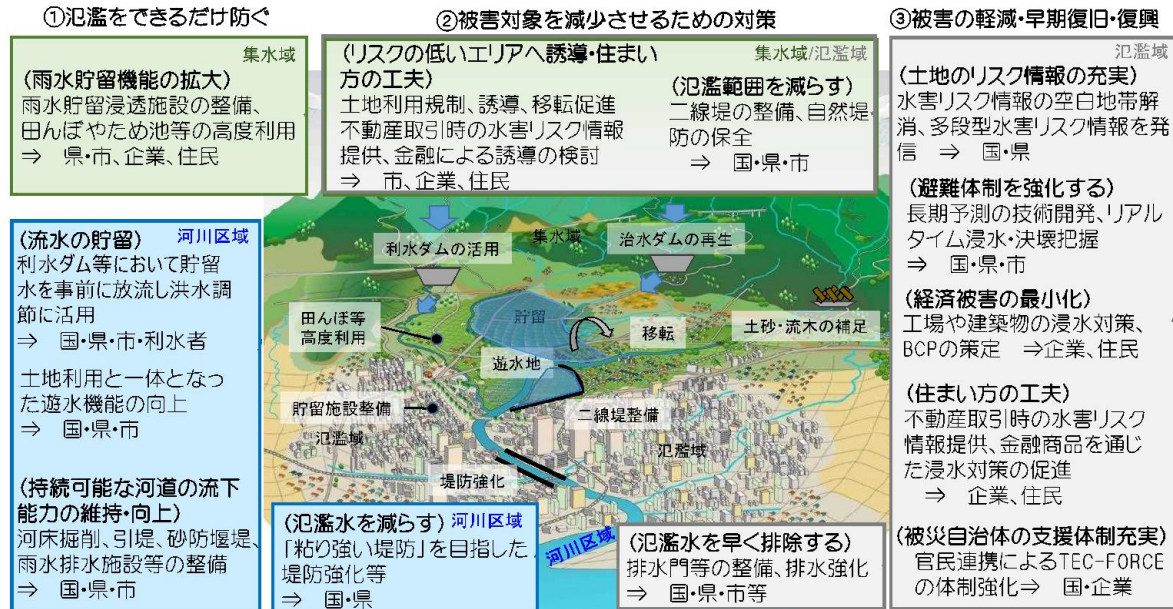 ①氾濫をできるだけ防ぐ
集水域
(雨水貯留機能の拡大)
雨水貯留浸透施設の整備、
田んぼやため池等の高度利用
⇒ 県・市、企業、住民
(流水の貯留) 河川区域
利水ダム等において貯留
水を事前に放流し洪水調
節に活用
⇒ 国・県・市・利水者
土地利用と一体となっ
た遊水機能の向上
⇒ 国・県・市
(持続可能な河道の流下
能力の維持・向上)
河床掘削、引堤、砂防堰堤、
雨水排水施設等の整備
⇒ 国・県・市
②被害対象を減少させるための対策
(リスクの低いエリアへ誘導・住まい
方の工夫)
土地利用規制、誘導、移転促進
不動産取引時の水害リスク情報
提供、金融による誘導の検討
⇒ 市、企業、住民
集水域/氾濫域
(氾濫範囲を減らす)
二線堤の整備、自然堤
防の保全
⇒ 国・県・市
利水ダムの活用
集水域
治水ダムの再生
田んぼ等
高度利用
貯留
移転
土砂・流木の補足
遊水地
貯留施設整備
二線堤整備
氾濫域
氾濫域
堤防強化
河川区域
(氾濫水を減らす) 河川区域
「粘り強い堤防」を目指した
堤防強化等
⇒ 国・県
(氾濫水を早く排除する)
排水門等の整備、排水強化
⇒ 国・県・市等
③被害の軽減・早期復旧・復興
氾濫域
(土地のリスク情報の充実)
水害リスク情報の空白地帯解
消、多段型水害リスク情報を発
信 ⇒ 国・県
(避難体制を強化する)
長期予測の技術開発、リアル
タイム浸水・決壊把握
⇒ 国・県・市
(経済被害の最小化)
工場や建築物の浸水対策、
BCPの策定 ⇒企業、住民
(住まい方の工夫)
不動産取引時の水害リスク
情報提供、金融商品を通じ
た浸水対策の促進
⇒ 企業、住民
(被災自治体の支援体制充実)
官民連携によるTEC-FORCE
の体制強化⇒ 国・企業